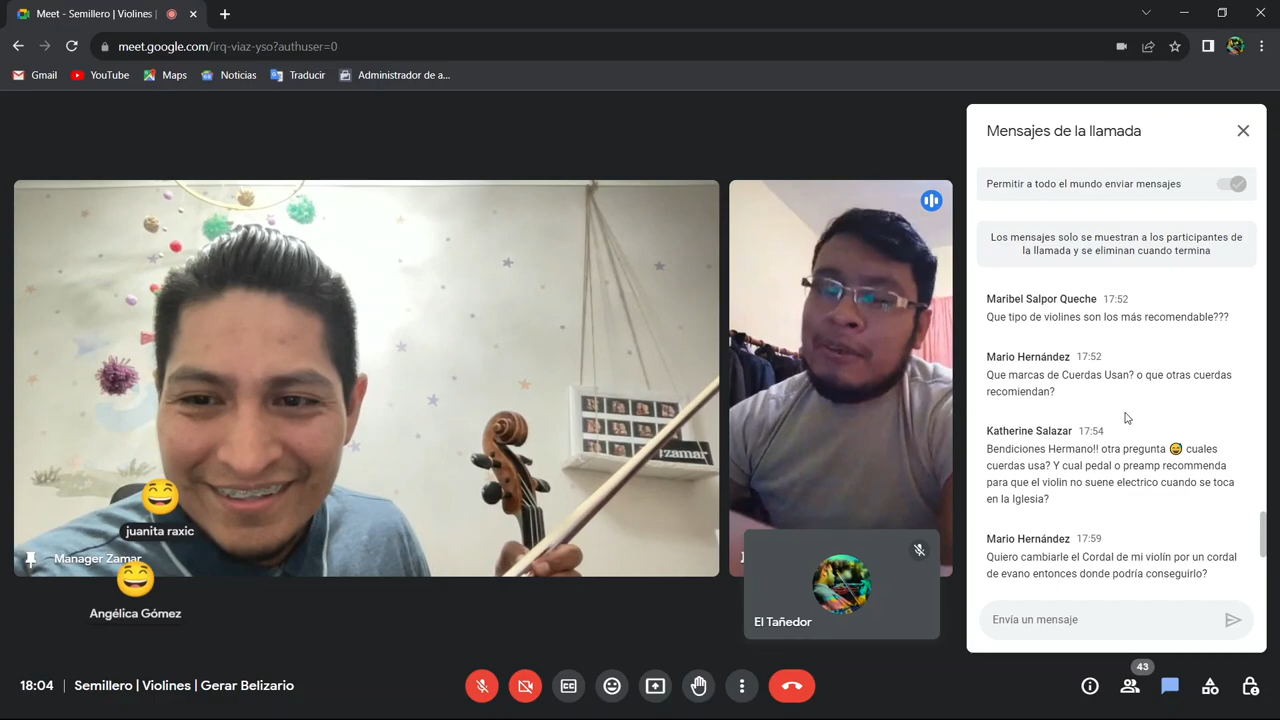 Meet - Semillero | Violines |
meet.google.com/irq-viaz-yso?authuser=0
Gmail
YouTube
Maps
Noticias
Traducir
Administrador de a...
Mensajes de la llamada
Permitir a todo el mundo enviar mensajes
Los mensajes solo se muestran a los participantes de
la llamada y se eliminan cuando termina
Maribel Salpor Queche 17:52
Que tipo de violines son los más recomendable???
Mario Hernández 17:52
Que marcas de Cuerdas Usan? o que otras cuerdas
recomiendan?
Katherine Salazar 17:54
Bendiciones Hermano!! otra pregunta 😅 cuales
cuerdas usa? Y cual pedal o preamp recommenda
para que el violin no suene electrico cuando se toca
en la Iglesia?
Mario Hernández 17:59
Quiero cambiarle el Cordal de mi violín por un cordal
de evano entonces donde podría conseguirlo?
Envía un mensaje
zamar
juanita raxic
Manager Zamar
Angélica Gómez
El Tañedor
18:04 | Semillero | Violines | Gerar Belizario
43